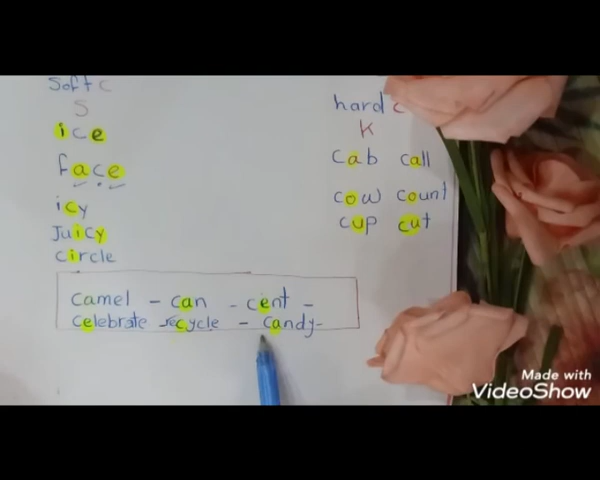 soft c
s
ice
face
icy
Juicy
circle
hard c
K
cab call
cow count
cup cut
camel - can - cent -
celebrate - recycle - candy -
Made with
VideoShow